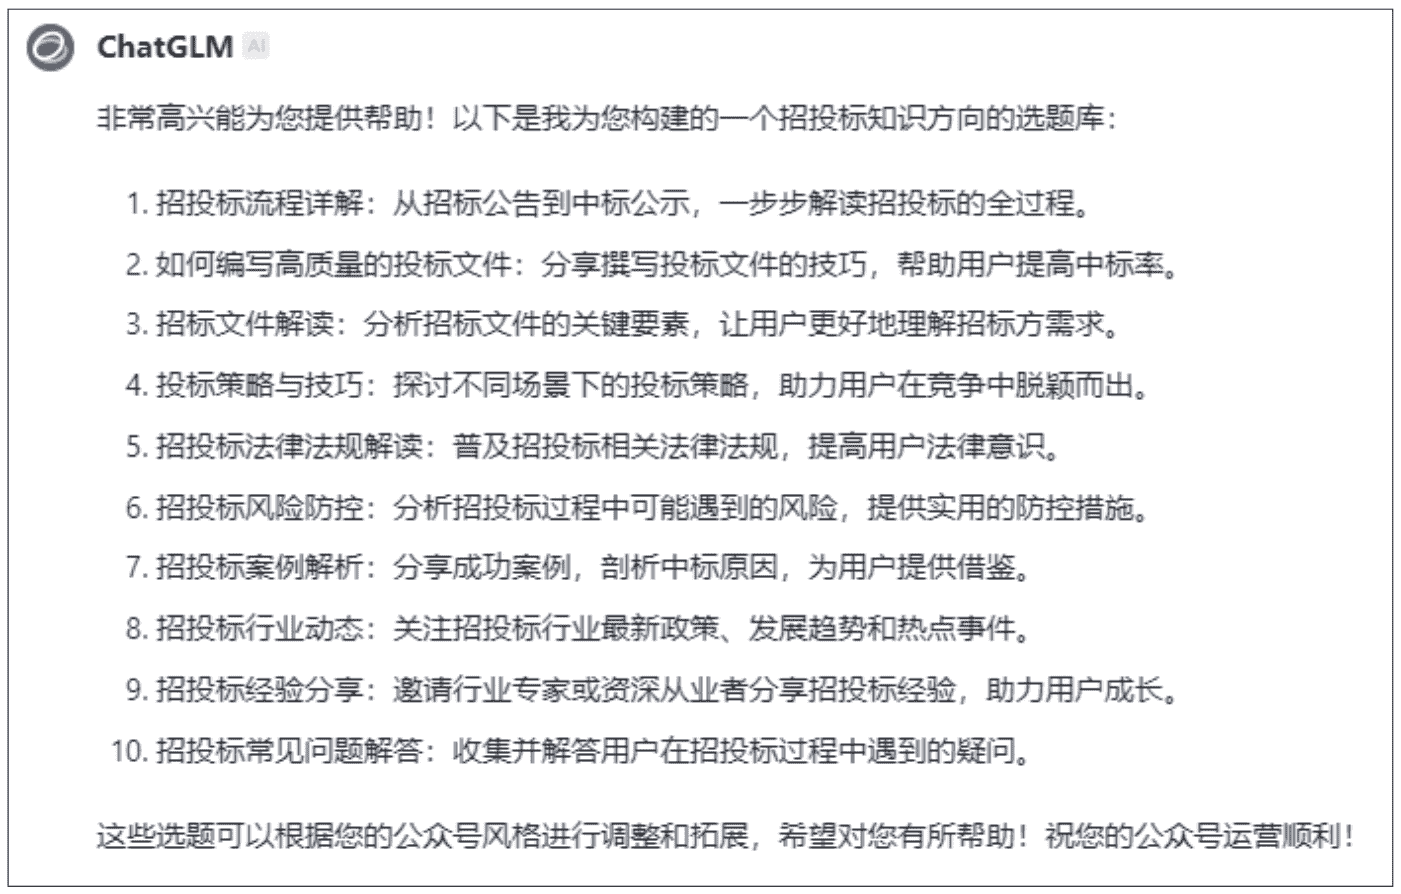 ChatGLM AI
非常高兴能为您提供帮助！以下是我为您构建的一个招投标知识方向的选题库：
1. 招投标流程详解：从招标公告到中标公示，一步步解读招投标的全过程。
2. 如何编写高质量的投标文件：分享撰写投标文件的技巧，帮助用户提高中标率。
3. 招标文件解读：分析招标文件的关键要素，让用户更好地理解招标方需求。
4. 投标策略与技巧：探讨不同场景下的投标策略，助力用户在竞争中脱颖而出。
5. 招投标法律法规解读：普及招投标相关法律法规，提高用户法律意识。
6. 招投标风险防控：分析招投标过程中可能遇到的风险，提供实用的防控措施。
7. 招投标案例解析：分享成功案例，剖析中标原因，为用户提供借鉴。
8. 招投标行业动态：关注招投标行业最新政策、发展趋势和热点事件。
9. 招投标经验分享：邀请行业专家或资深从业者分享招投标经验，助力用户成长。
10. 招投标常见问题解答：收集并解答用户在招投标过程中遇到的疑问。
这些选题可以根据您的公众号风格进行调整和拓展，希望对您有所帮助！祝您的公众号运营顺利！